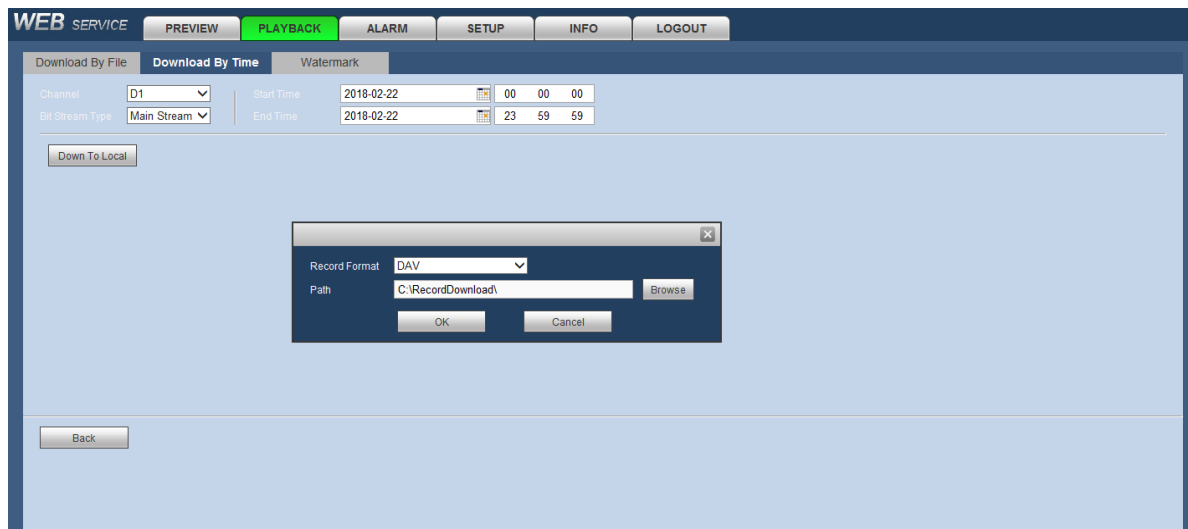 WEB SERVICE PREVIEW PLAYBACK ALARM SETUP INFO LOGOUT
Download By File Download By Time Watermark
Channel D1 Start Time 2018-02-22 00 00 00
Bit Stream Type Main Stream End Time 2018-02-22 23 59 59
Down To Local
Record Format DAV
Path C:\RecordDownload\ Browse
OK Cancel
Back